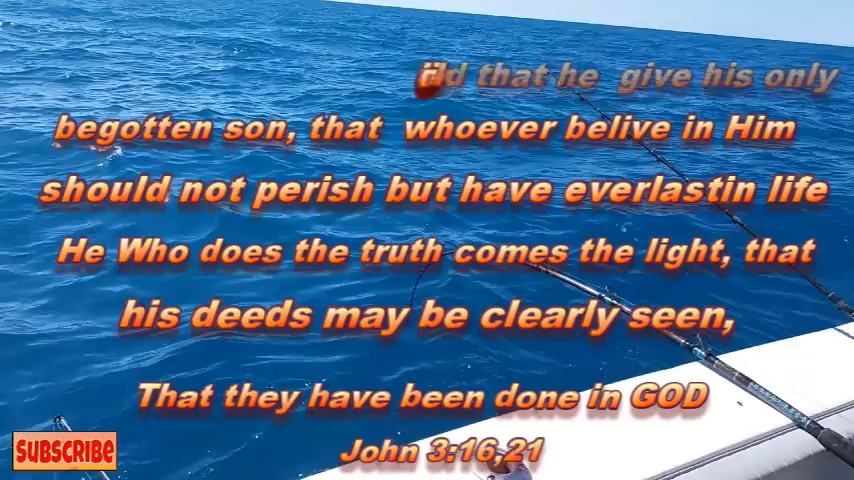 that he give his only
begotten son, that whoever belive in Him
should not perish but have everlastin life
He Who does the truth comes the light, that
his deeds may be clearly seen,
That they have been done in GOD
John 3:16,21
SUBSCRIBE